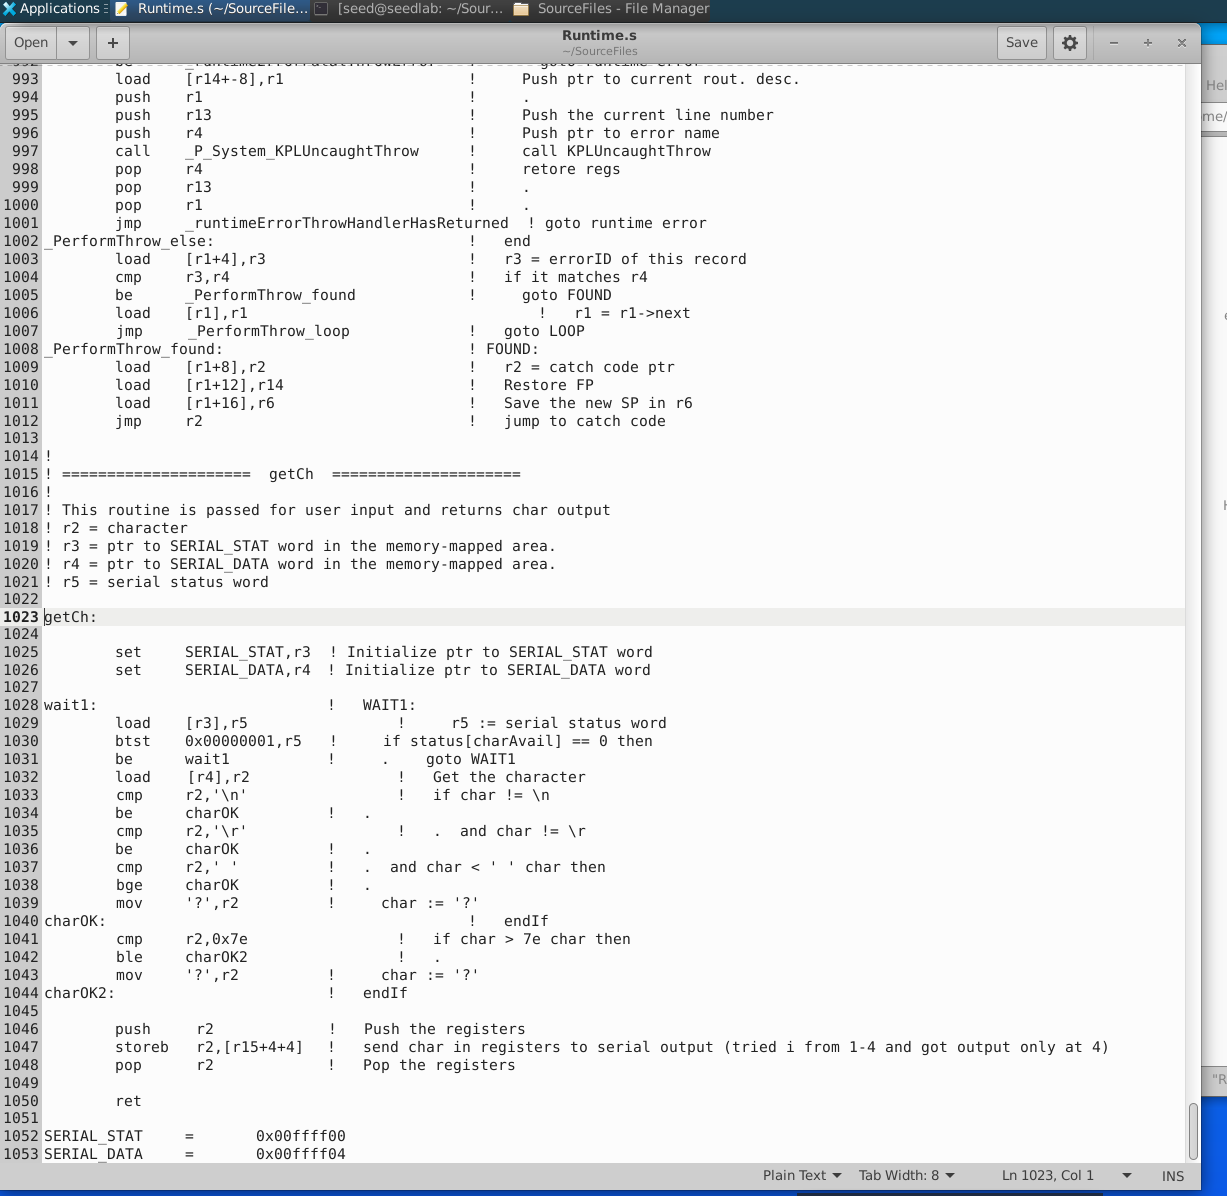 Applications Runtime.s (~/SourceFile... [seed@seedlab: ~/Sour... SourceFiles - File Manager
Open + Runtime.s Save
~/SourceFiles
993 load [r14+-8],r1 ! Push ptr to current rout. desc.
994 push r1 ! .
995 push r13 ! Push the current line number
996 push r4 ! Push ptr to error name
997 call _P_System_KPLUncaughtThrow ! call KPLUncaughtThrow
998 pop r4 ! retore regs
999 pop r13 ! .
1000 pop r1 ! .
1001 jmp _runtimeErrorThrowHandlerHasReturned ! goto runtime error
1002 _PerformThrow_else: ! end
1003 load [r1+4],r3 ! r3 = errorID of this record
1004 cmp r3,r4 ! if it matches r4
1005 be _PerformThrow_found ! goto FOUND
1006 load [r1],r1 ! r1 = r1->next
1007 jmp _PerformThrow_loop ! goto LOOP
1008 _PerformThrow_found: ! FOUND:
1009 load [r1+8],r2 ! r2 = catch code ptr
1010 load [r1+12],r14 ! Restore FP
1011 load [r1+16],r6 ! Save the new SP in r6
1012 jmp r2 ! jump to catch code
1013
1014 !
1015 ! ===================== getCh =====================
1016 !
1017 ! This routine is passed for user input and returns char output
1018 ! r2 = character
1019 ! r3 = ptr to SERIAL_STAT word in the memory-mapped area.
1020 ! r4 = ptr to SERIAL_DATA word in the memory-mapped area.
1021 ! r5 = serial status word
1022
1023 getCh:
1024
1025 set SERIAL_STAT,r3 ! Initialize ptr to SERIAL_STAT word
1026 set SERIAL_DATA,r4 ! Initialize ptr to SERIAL_DATA word
1027
1028 wait1: ! WAIT1:
1029 load [r3],r5 ! r5 := serial status word
1030 btst 0x00000001,r5 ! if status[charAvail] == 0 then
1031 be wait1 ! . goto WAIT1
1032 load [r4],r2 ! Get the character
1033 cmp r2,'\n' ! if char != \n
1034 be charOK ! .
1035 cmp r2,'\r' ! . and char != \r
1036 be charOK ! .
1037 cmp r2,' ' ! . and char < ' ' char then
1038 bge charOK ! .
1039 mov '?',r2 ! char := '?'
1040 charOK: ! endIf
1041 cmp r2,0x7e ! if char > 7e char then
1042 ble charOK2 ! .
1043 mov '?',r2 ! char := '?'
1044 charOK2: ! endIf
1045
1046 push r2 ! Push the registers
1047 storeb r2,[r15+4+4] ! send char in registers to serial output (tried i from 1-4 and got output only at 4)
1048 pop r2 ! Pop the registers
1049
1050 ret
1051
1052 SERIAL_STAT = 0x00ffff00
1053 SERIAL_DATA = 0x00ffff04
Plain Text Tab Width: 8 Ln 1023, Col 1 INS